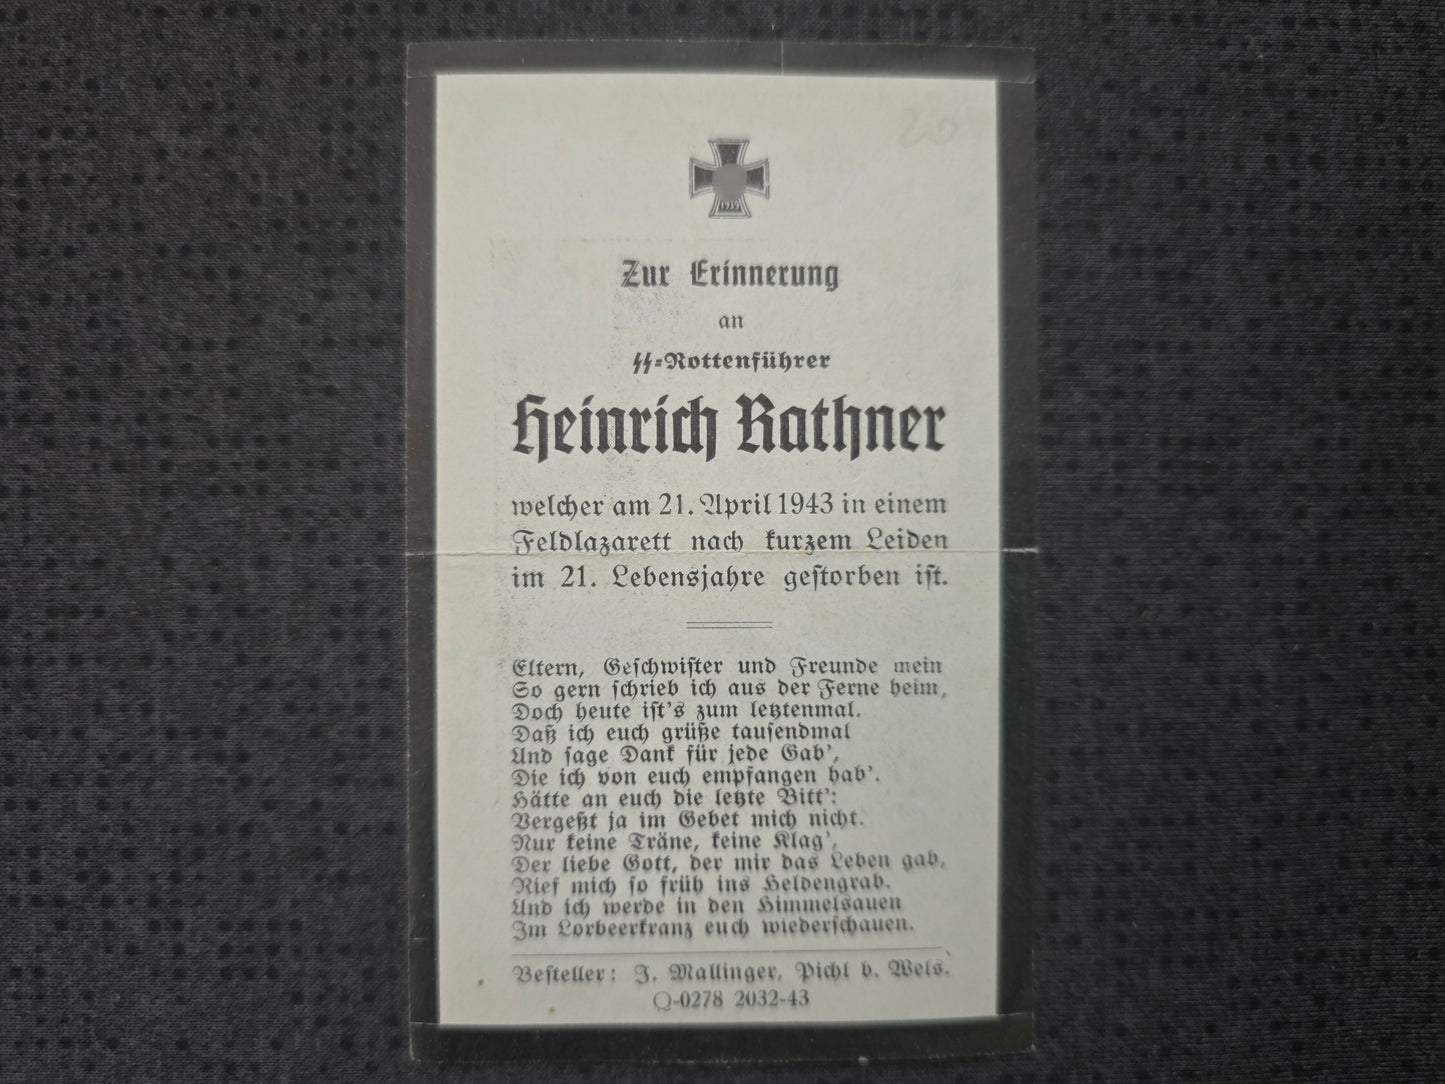 20
1939
Zur Erinnerung
an
ᛋᛋ=Rottenführer
Heinrich Rathner
welcher am 21. April 1943 in einem
Feldlazarett nach kurzem Leiden
im 21. Lebensjahre gestorben ist.
Eltern, Geschwister und Freunde mein
So gern schrieb ich aus der Ferne heim,
Doch heute ist's zum letztenmal.
Daß ich euch grüße tausendmal
Und sage Dank für jede Gab',
Die ich von euch empfangen hab'.
Hätte an euch die letzte Bitt':
Vergeßt ja im Gebet mich nicht.
Nur keine Träne, keine Klag',
Der liebe Gott, der mir das Leben gab,
Rief mich so früh ins Heldengrab.
Und ich werde in den Himmelsauen
Im Lorbeerkranz euch wiederschauen.
Besteller: J. Mallinger, Pichl b. Wels.
Q-0278 2032-43